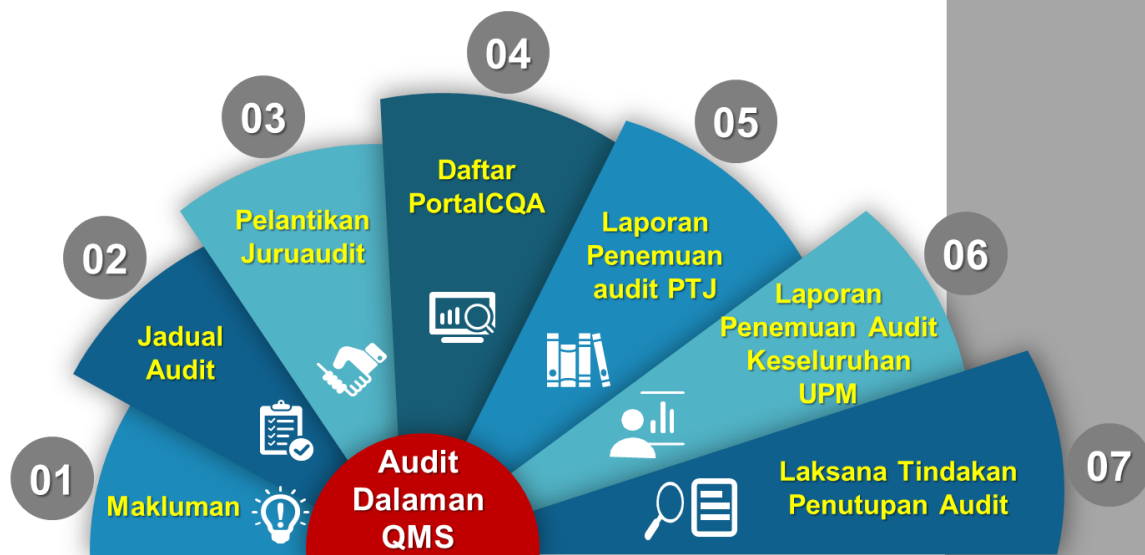 01
Makluman
02
Jadual
Audit
03
Pelantikan
Juruaudit
04
Daftar
PortalCQA
05
Laporan
Penemuan
audit PTJ
06
Laporan
Penemuan Audit
Keseluruhan
UPM
07
Laksana Tindakan
Penutupan Audit
Audit
Dalaman
QMS